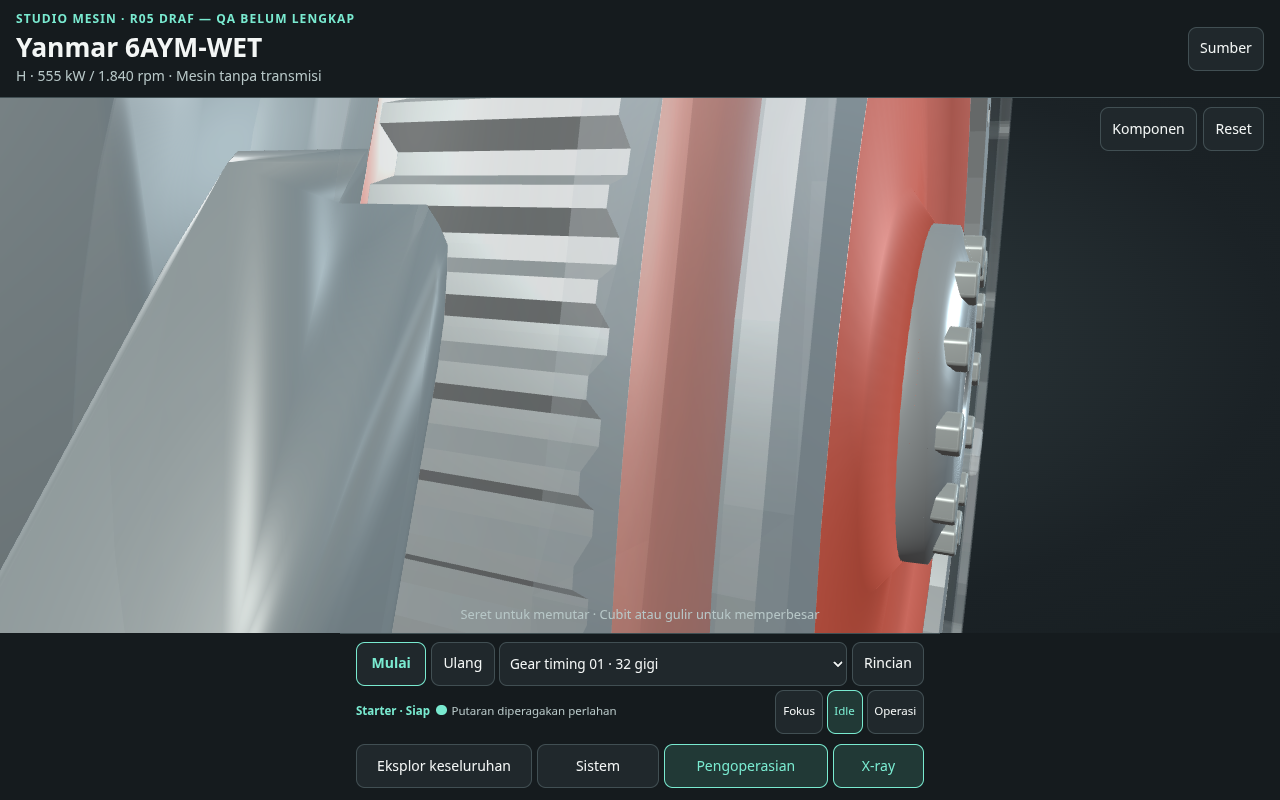 STUDIO MESIN · R05 DRAF — QA BELUM LENGKAP
Yanmar 6AYM-WET
H · 555 kW / 1.840 rpm · Mesin tanpa transmisi
Sumber
Komponen
Reset
Seret untuk memutar · Cubit atau gulir untuk memperbesar
Mulai
Ulang
Gear timing 01 · 32 gigi
Rincian
Starter · Siap
Putaran diperagakan perlahan
Fokus
Idle
Operasi
Eksplor keseluruhan
Sistem
Pengoperasian
X-ray